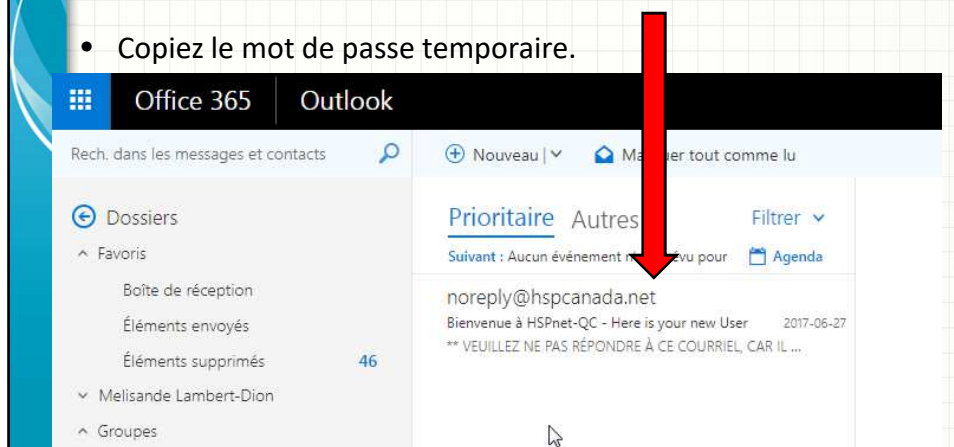 • Copiez le mot de passe temporaire.
Office 365 Outlook
Rech. dans les messages et contacts
Nouveau
tout comme lu
Dossiers
Prioritaire Autres Filtrer
Favoris
Suivant : Aucun événement pour Agenda
Boîte de réception
noreply@hspcanada.net
Éléments envoyés
Bienvenue à HSPnet-QC - Here is your new User 2017-06-27
** VEUILLEZ NE PAS RÉPONDRE À CE COURRIEL, CAR IL ...
Éléments supprimés 46
Melisande Lambert-Dion
Groupes